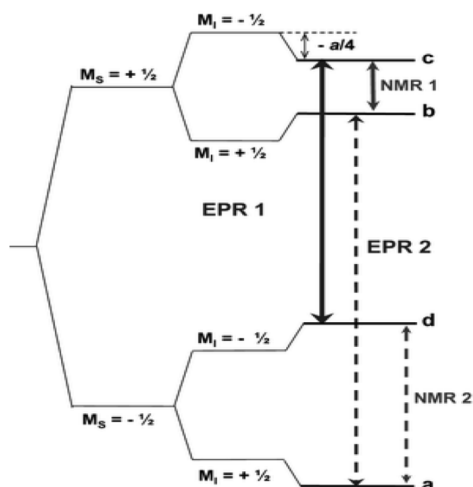 M_I = - ½
- a/4
c
M_S = + ½
NMR 1
b
M_I = + ½
EPR 1
EPR 2
d
M_I = - ½
NMR 2
M_S = - ½
M_I = + ½
a